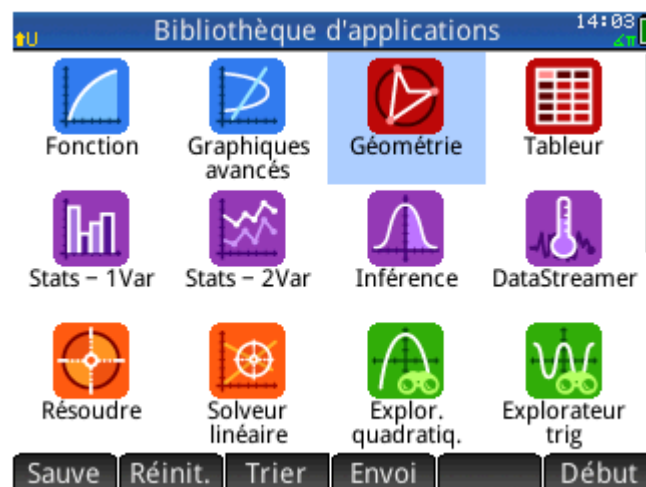 Bibliothèque d'applications
14:03
U
∡π
Fonction
Graphiques
avancés
Géométrie
Tableur
Stats – 1Var
Stats – 2Var
Inférence
DataStreamer
Résoudre
Solveur
linéaire
Explor.
quadratiq.
Explorateur
trig
Sauve
Réinit.
Trier
Envoi
Début